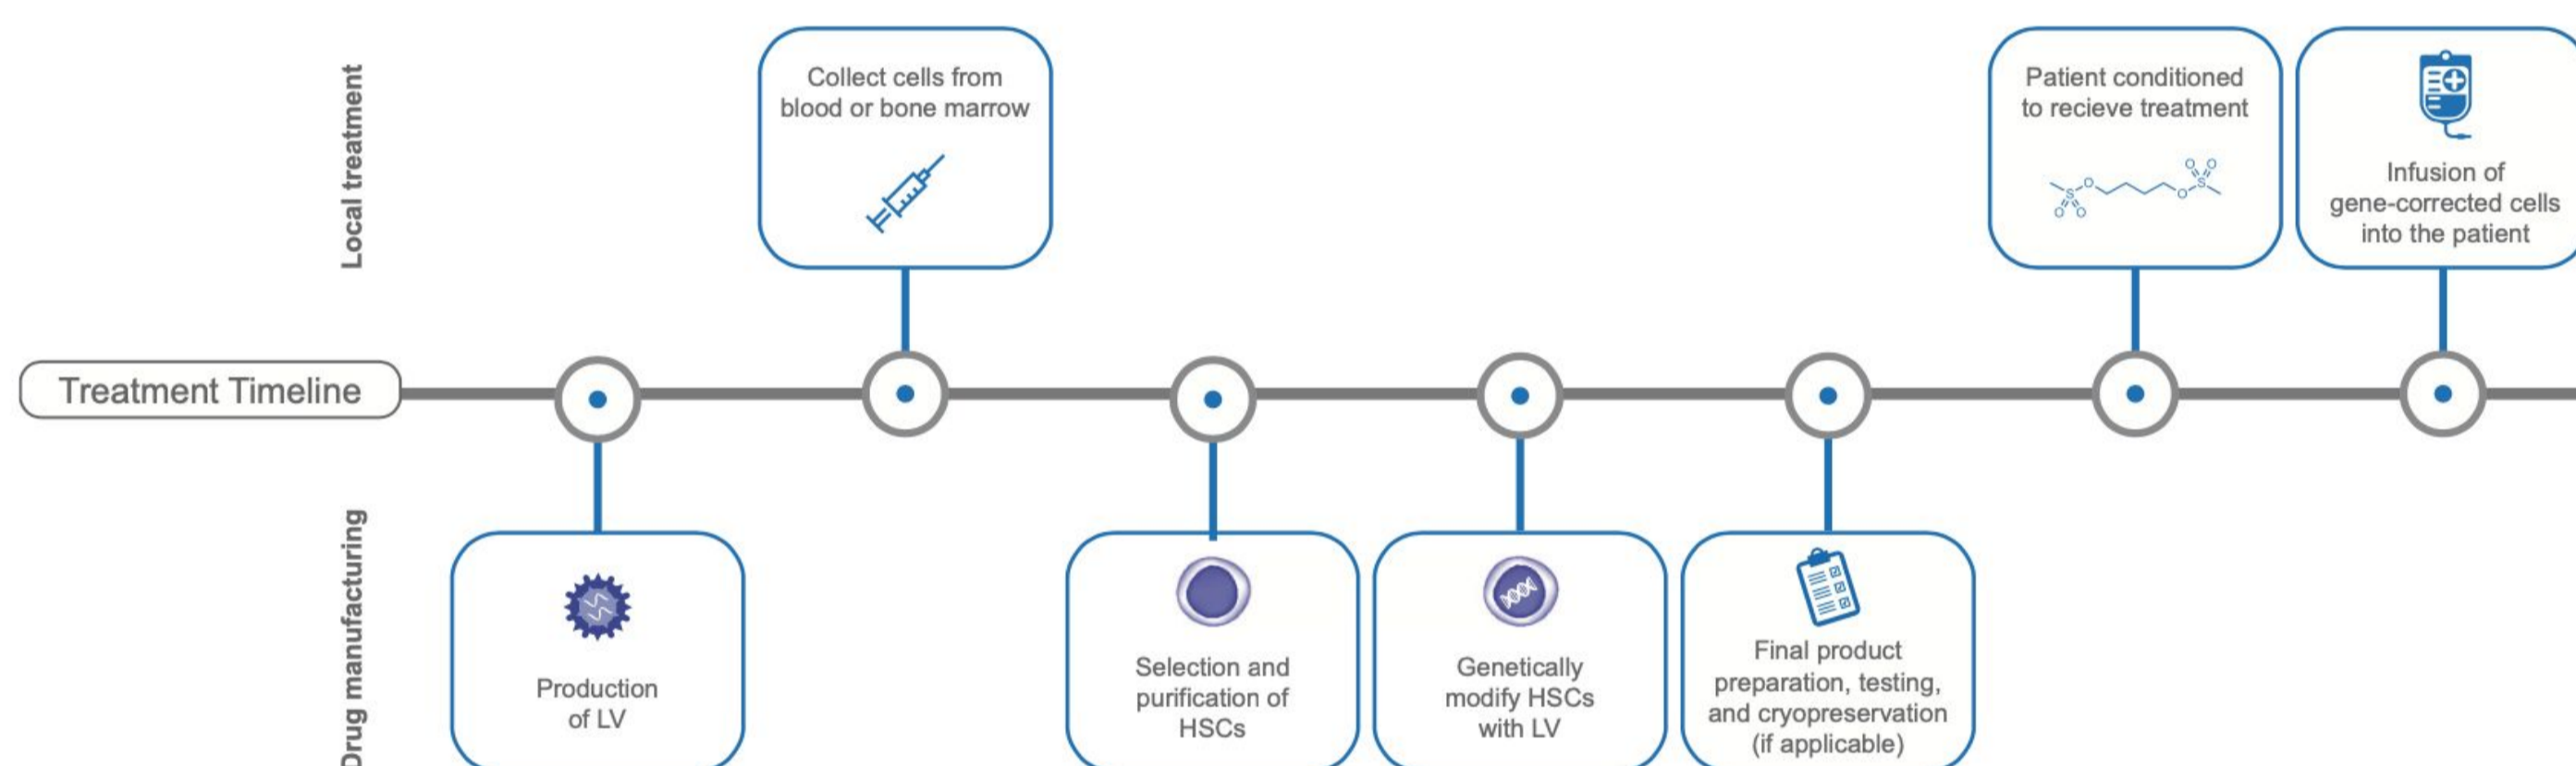 Local treatment
Collect cells from
blood or bone marrow
Patient conditioned
to recieve treatment
O
O
O
S
O
S
O
O
Infusion of
gene-corrected cells
into the patient
Treatment Timeline
Drug manufacturing
Production
of LV
Selection and
purification of
HSCs
Genetically
modify HSCs
with LV
Final product
preparation, testing,
and cryopreservation
(if applicable)